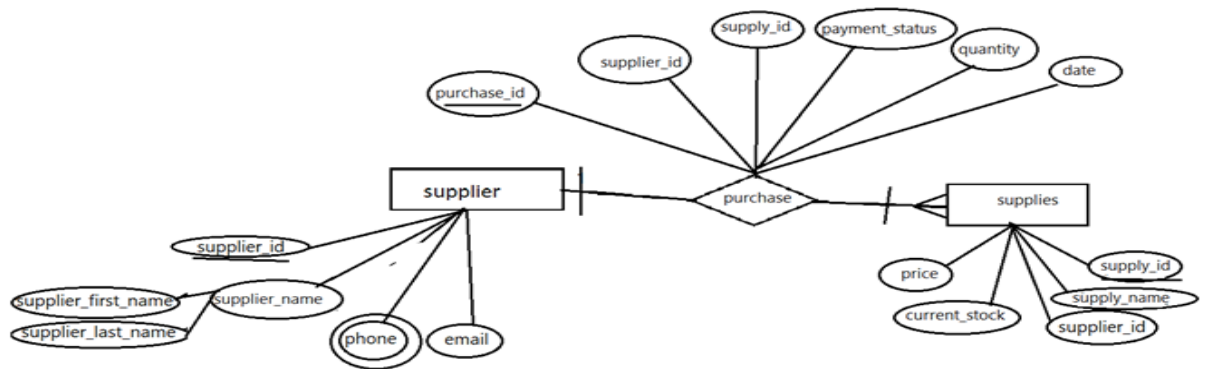 supply_id
payment_status
supplier_id
quantity
date
purchase_id
supplier
purchase
supplies
supplier_id
supplier_name
supplier_first_name
supplier_last_name
phone
email
price
supply_id
supply_name
current_stock
supplier_id